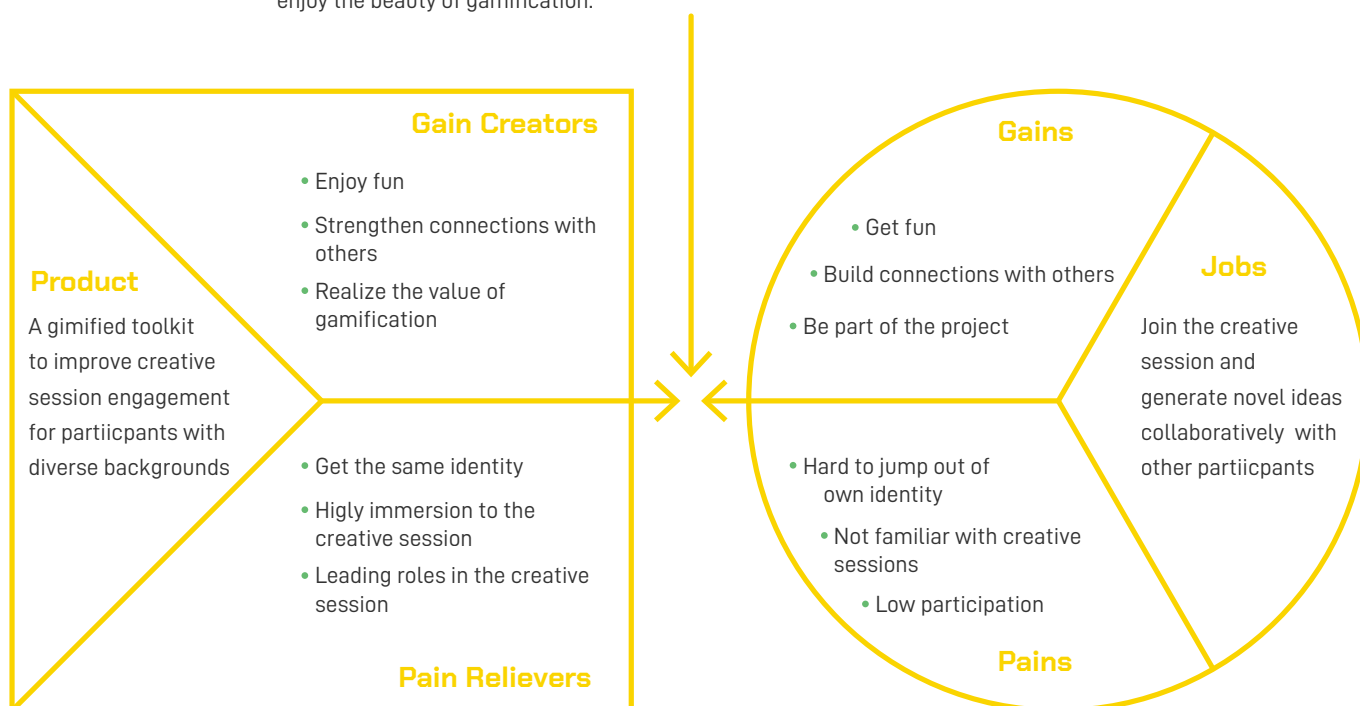 enjoy the beauty of gamification.
Gain Creators
• Enjoy fun
• Strengthen connections with
others
• Realize the value of
gamification
Product
A gimified toolkit
to improve creative
session engagement
for partiicpants with
diverse backgrounds
• Get the same identity
• Higly immersion to the
creative session
• Leading roles in the creative
session
Pain Relievers
Gains
• Get fun
• Build connections with others
• Be part of the project
Jobs
Join the creative
session and
generate novel ideas
collaboratively with
other partiicpants
• Hard to jump out of
own identity
• Not familiar with creative
sessions
• Low participation
Pains